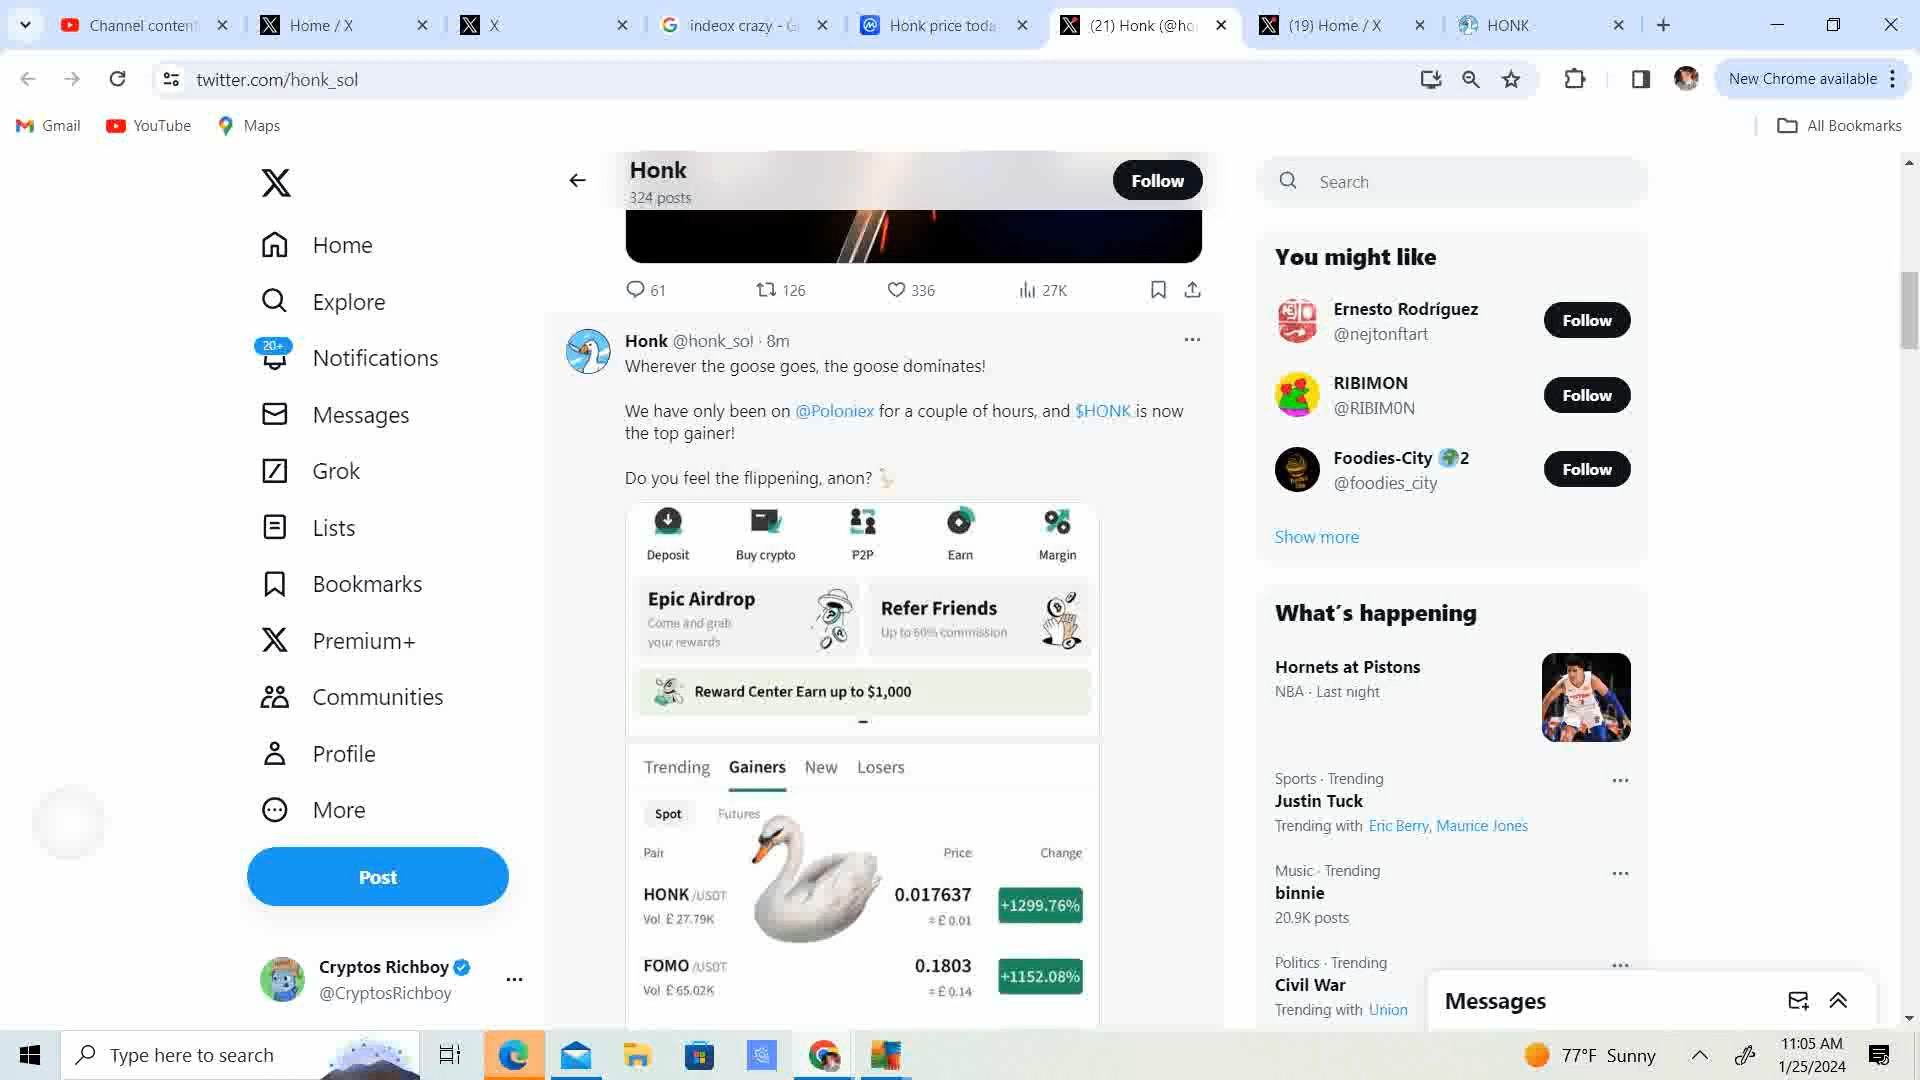 Channel content
Home / X
X
indeox crazy - G
Honk price toda
(21) Honk (@ho
(19) Home / X
HONK
twitter.com/honk_sol
New Chrome available
Gmail
YouTube
Maps
All Bookmarks
Honk
324 posts
Follow
Search
Home
Explore
20+
Notifications
Messages
Grok
Lists
Bookmarks
Premium+
Communities
Profile
More
Post
Cryptos Richboy
@CryptosRichboy
61
126
336
27K
Honk @honk_sol · 8m
Wherever the goose goes, the goose dominates!
We have only been on @Poloniex for a couple of hours, and $HONK is now
the top gainer!
Do you feel the flippening, anon?
Deposit
Buy crypto
P2P
Earn
Margin
Epic Airdrop
Come and grab
your rewards
Refer Friends
Up to 60% commission
Reward Center Earn up to $1,000
Trending
Gainers
New
Losers
Spot
Futures
Pair
Price
Change
HONK /USDT
0.017637
+1299.76%
Vol £ 27.79K
≈ £ 0.01
FOMO /USDT
0.1803
+1152.08%
Vol £ 65.02K
≈ £ 0.14
You might like
Ernesto Rodríguez
@nejtonftart
Follow
RIBIMON
@RIBIM0N
Follow
Foodies-City 2
@foodies_city
Follow
Show more
What's happening
Hornets at Pistons
NBA · Last night
Sports · Trending
Justin Tuck
Trending with Eric Berry, Maurice Jones
Music · Trending
binnie
20.9K posts
Politics · Trending
Civil War
Trending with Union
Messages
Type here to search
77°F Sunny
11:05 AM
1/25/2024